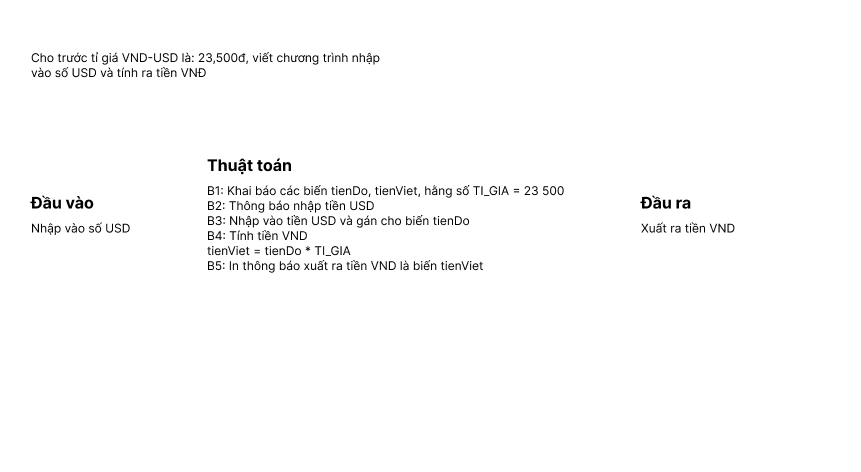 Cho trước tỉ giá VND-USD là: 23,500đ, viết chương trình nhập
vào số USD và tính ra tiền VNĐ
Đầu vào
Nhập vào số USD
Thuật toán
B1: Khai báo các biến tienDo, tienViet, hằng số TI_GIA = 23 500
B2: Thông báo nhập tiền USD
B3: Nhập vào tiền USD và gán cho biến tienDo
B4: Tính tiền VND
tienViet = tienDo * TI_GIA
B5: In thông báo xuất ra tiền VND là biến tienViet
Đầu ra
Xuất ra tiền VND